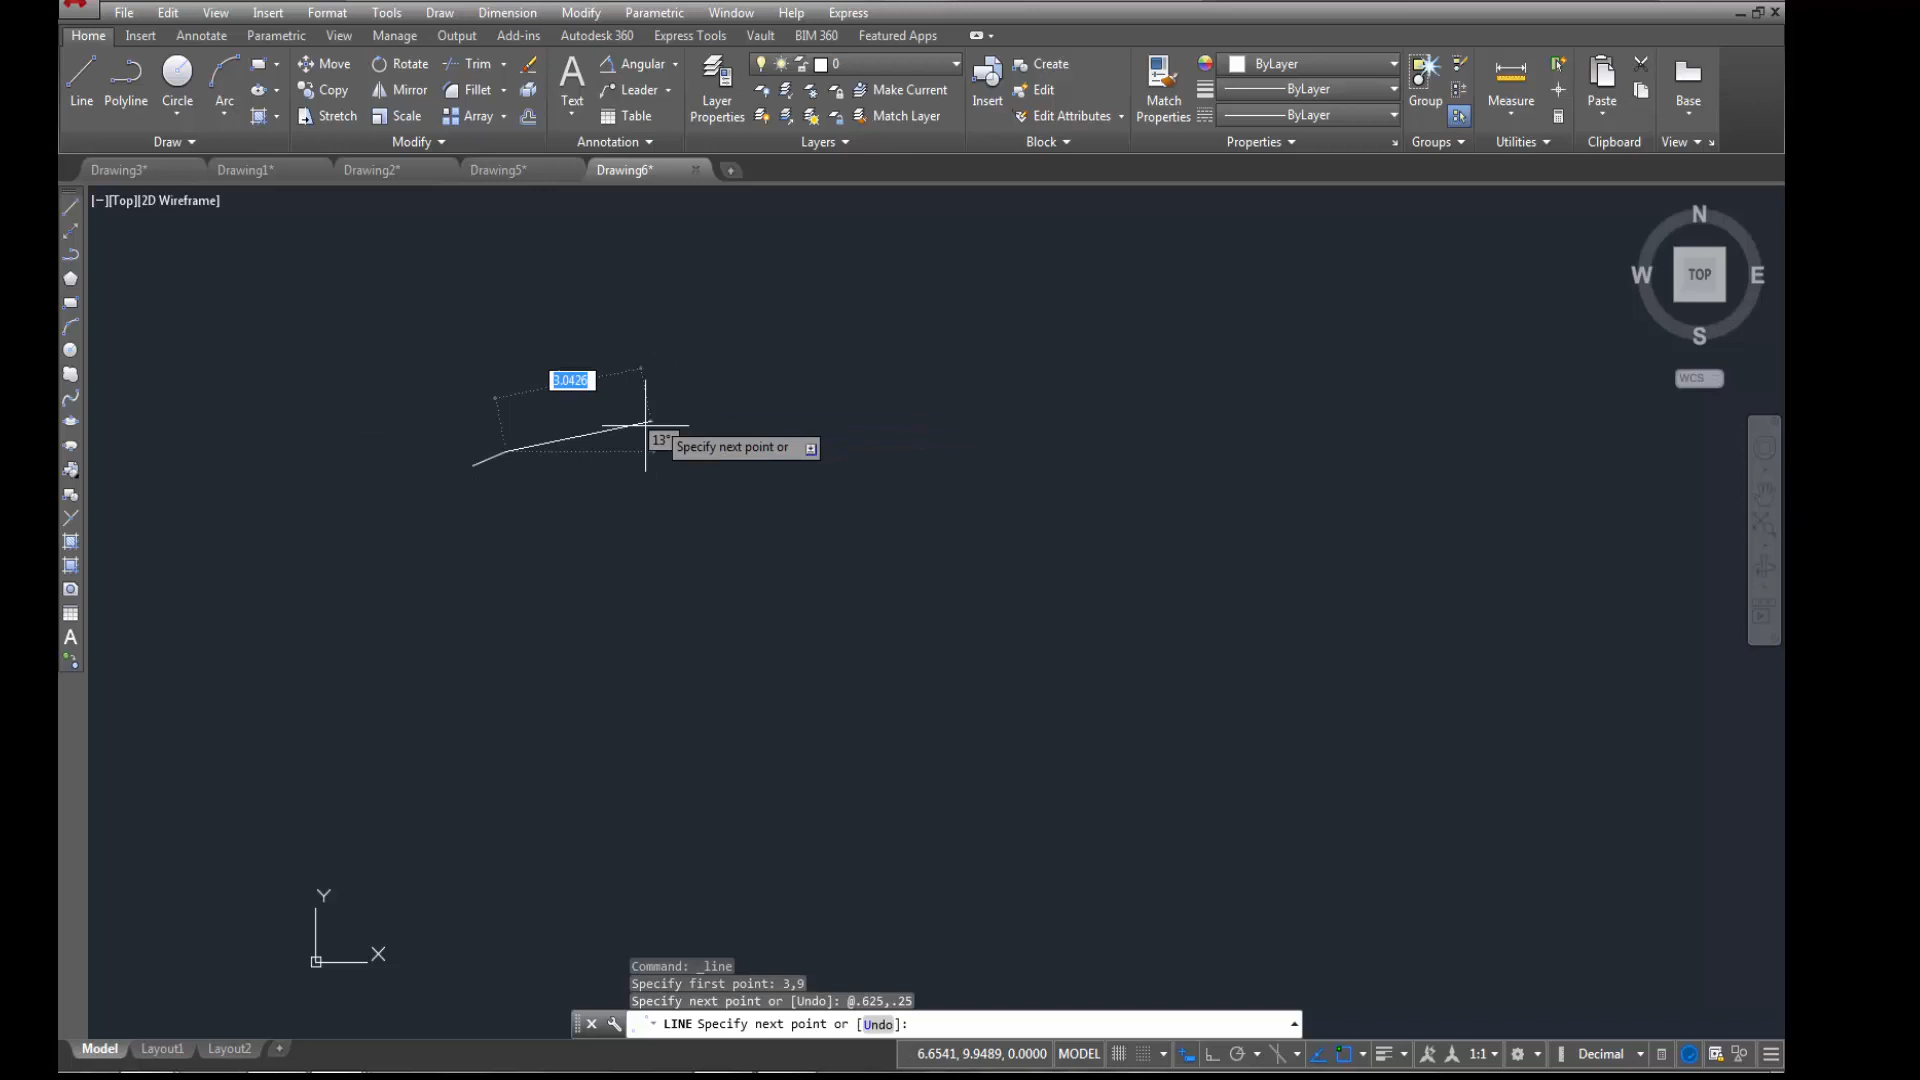 File Edit View Insert Format Tools Draw Dimension Modify Parametric Window Help Express
Home Insert Annotate Parametric View Manage Output Add-ins Autodesk 360 Express Tools Vault BIM 360 Featured Apps
Line Polyline Circle Arc
Move Rotate Trim
Copy Mirror Fillet
Stretch Scale Array
Text
Angular
Leader
Table
Layer Properties
0
Make Current
Match Layer
Insert
Create
Edit
Edit Attributes
Match Properties
ByLayer
ByLayer
ByLayer
Group
Measure
Paste
Base
Draw Modify Annotation Layers Block Properties Groups Utilities Clipboard View
Drawing3* Drawing1* Drawing2* Drawing5* Drawing6*
[−][Top][2D Wireframe]
N
W TOP E
S
WCS
3.0426
13°
Specify next point or
A
Y
X
Command: _line
Specify first point: 3,9
Specify next point or [Undo]: @.625,.25
LINE Specify next point or [Undo]:
Model Layout1 Layout2
6.6541, 9.9489, 0.0000 MODEL 1:1 Decimal